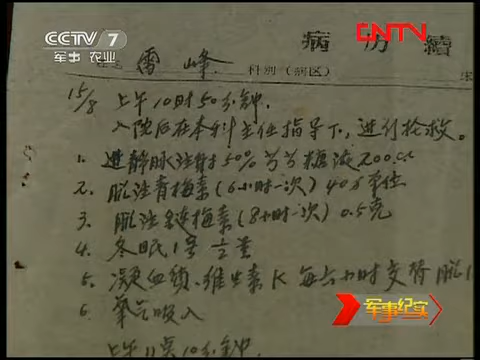 CCTV 7
军事·农业
CNTV
病历續
雷峰 科别（病区）
15/8 上午10时50分钟，
入院后在本科主任指导下，进行抢救。
1. 进静脉注射50%葡萄糖液200cc
2. 肌注青梅素（6小时一次）40万单位
3. 肌注 梅素（8小时一次）0.5克
4. 冬眠1号 量
5. 凝血 、维生素K 每六小时交替肌
6. 氧气吸入
上午11点10分钟，
军事纪实